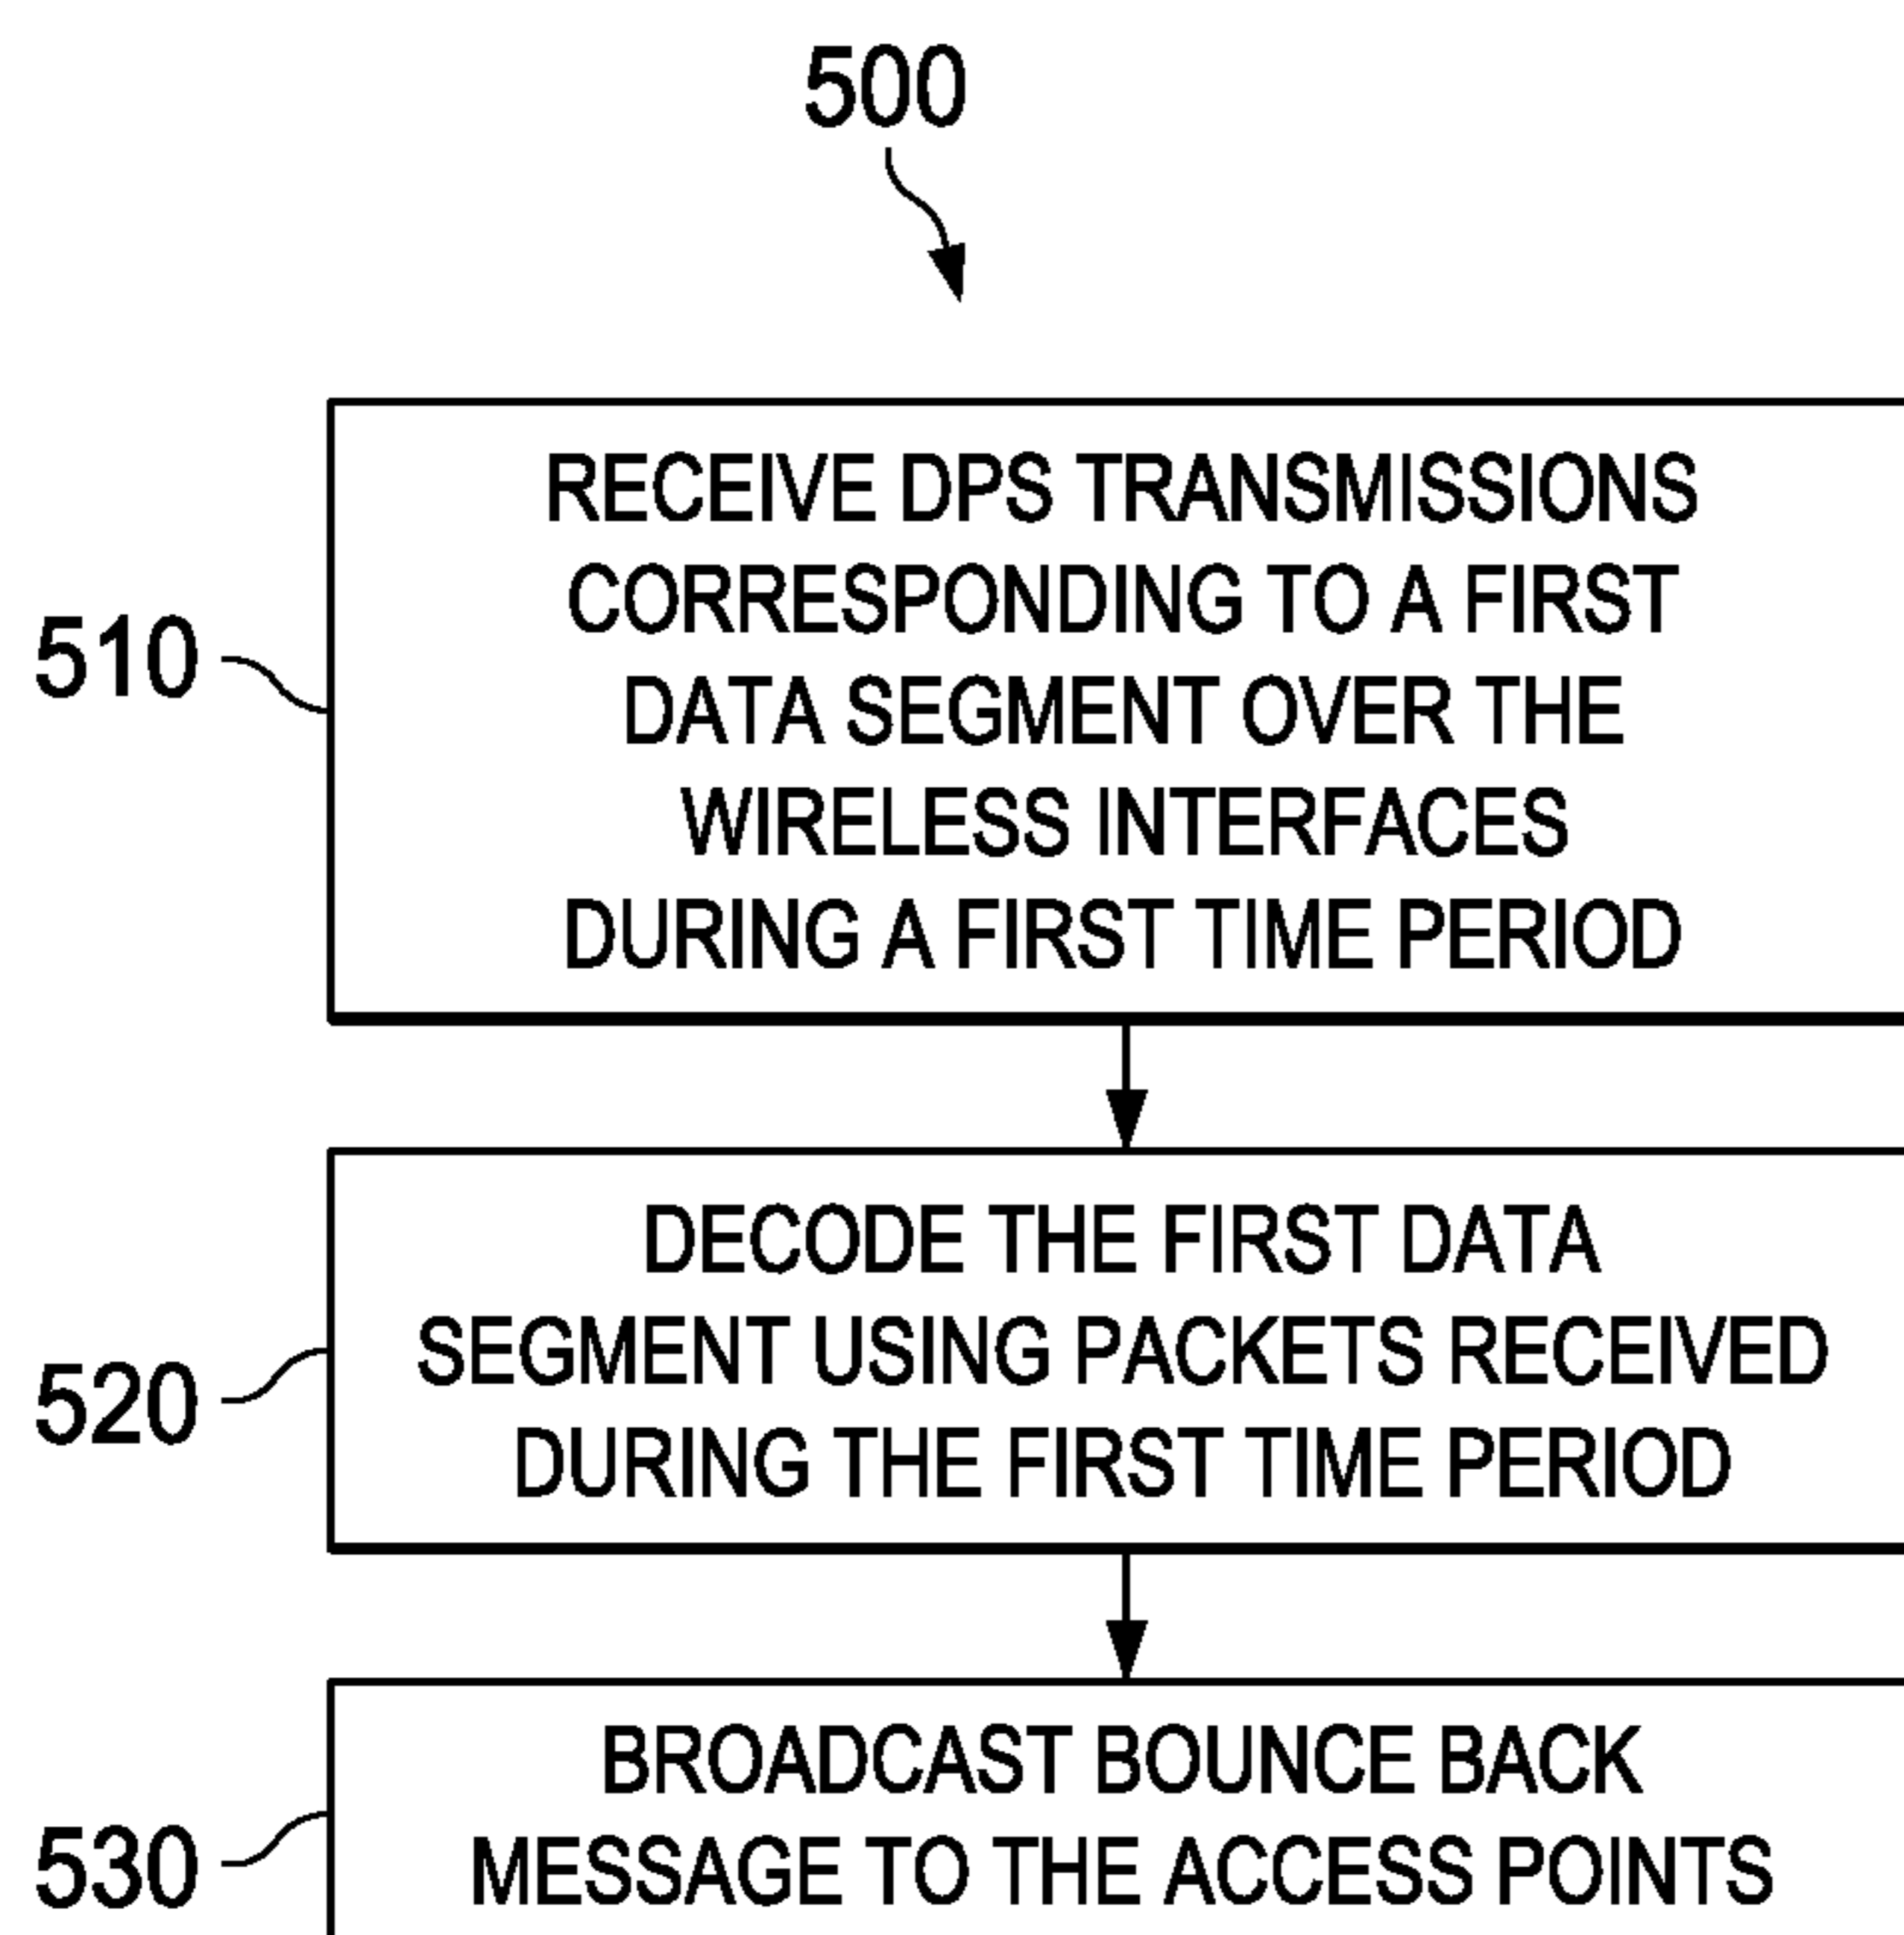 500
510
RECEIVE DPS TRANSMISSIONS
CORRESPONDING TO A FIRST
DATA SEGMENT OVER THE
WIRELESS INTERFACES
DURING A FIRST TIME PERIOD
520
DECODE THE FIRST DATA
SEGMENT USING PACKETS RECEIVED
DURING THE FIRST TIME PERIOD
530
BROADCAST BOUNCE BACK
MESSAGE TO THE ACCESS POINTS